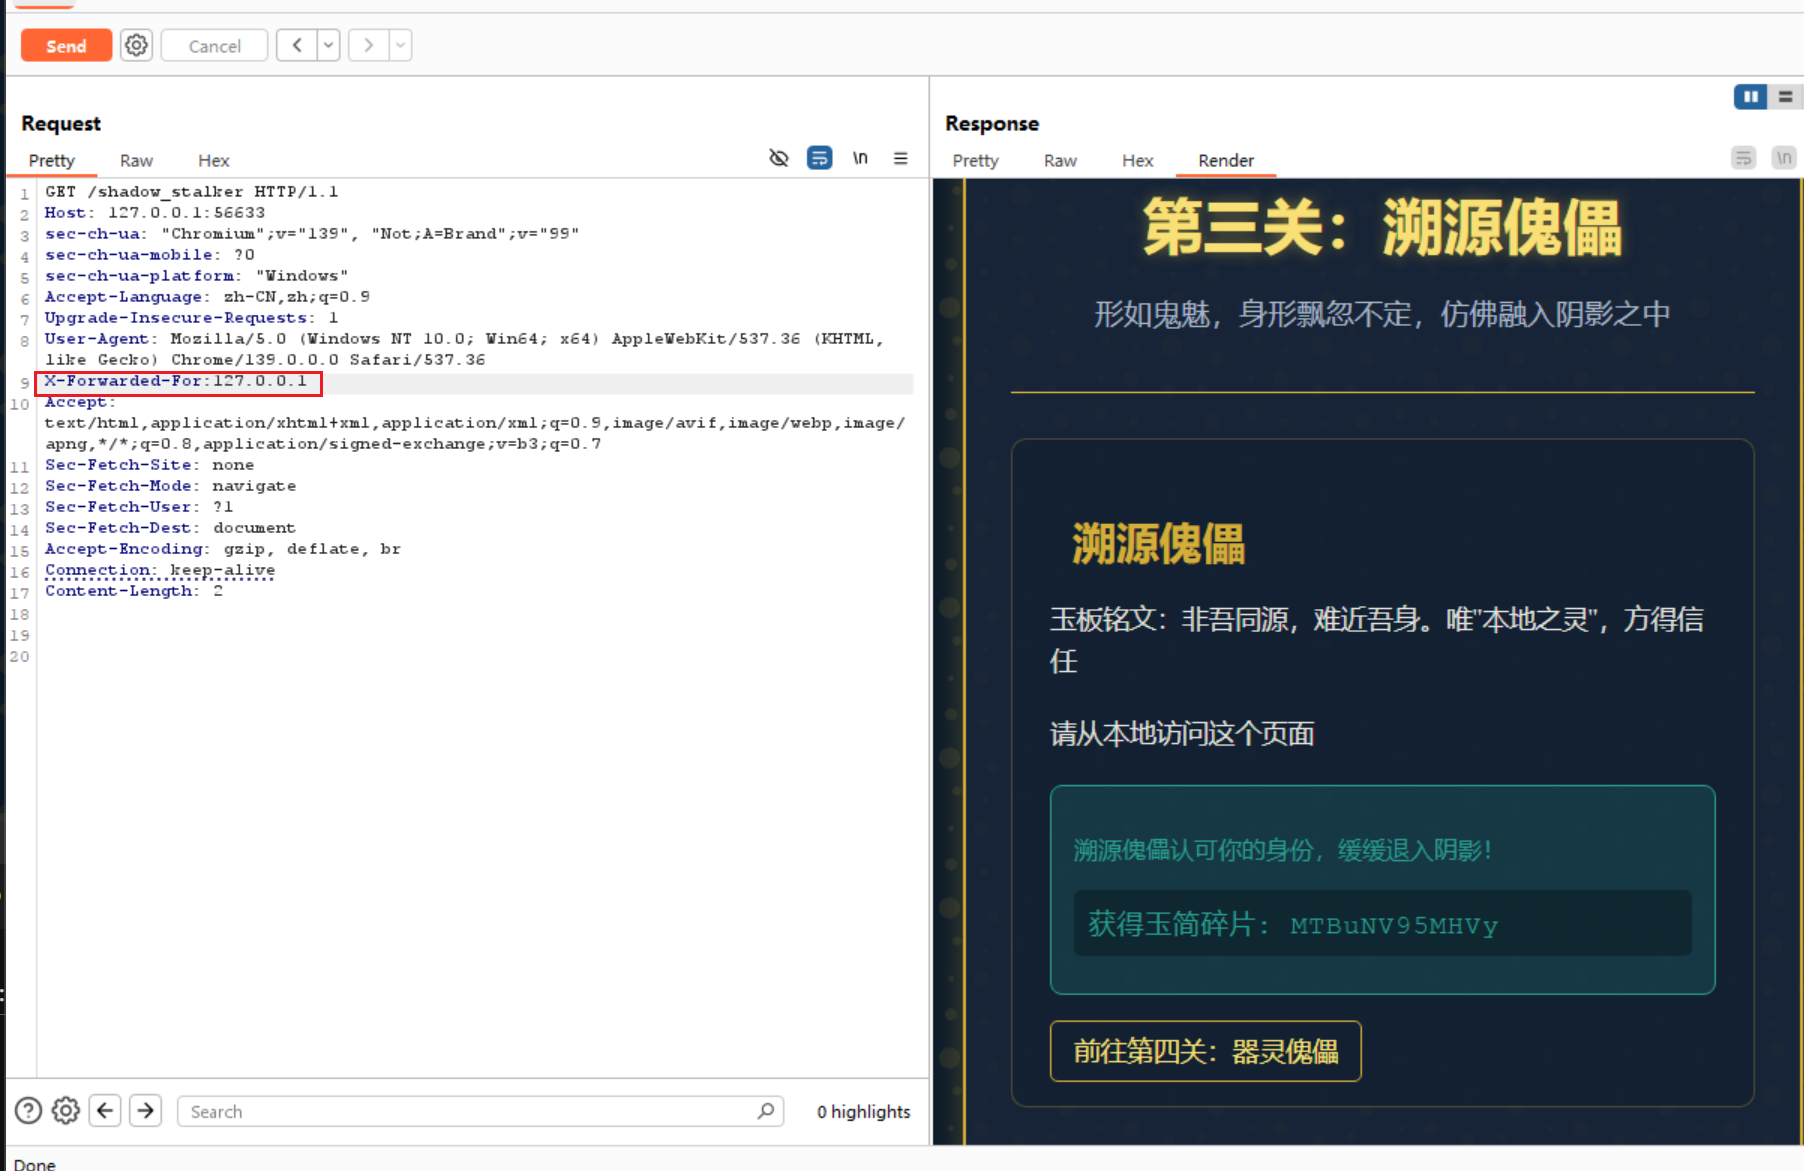 Send
Cancel
Request
Pretty Raw Hex
\n
1 GET /shadow_stalker HTTP/1.1
2 Host: 127.0.0.1:56633
3 sec-ch-ua: "Chromium";v="139", "Not;A=Brand";v="99"
4 sec-ch-ua-mobile: ?0
5 sec-ch-ua-platform: "Windows"
6 Accept-Language: zh-CN,zh;q=0.9
7 Upgrade-Insecure-Requests: 1
8 User-Agent: Mozilla/5.0 (Windows NT 10.0; Win64; x64) AppleWebKit/537.36 (KHTML,
like Gecko) Chrome/139.0.0.0 Safari/537.36
9 X-Forwarded-For:127.0.0.1
10 Accept:
text/html,application/xhtml+xml,application/xml;q=0.9,image/avif,image/webp,image/
apng,*/*;q=0.8,application/signed-exchange;v=b3;q=0.7
11 Sec-Fetch-Site: none
12 Sec-Fetch-Mode: navigate
13 Sec-Fetch-User: ?1
14 Sec-Fetch-Dest: document
15 Accept-Encoding: gzip, deflate, br
16 Connection: keep-alive
17 Content-Length: 2
18
19
20
Search
0 highlights
Done
Response
Pretty Raw Hex Render
\n
第三关：溯源傀儡
形如鬼魅，身形飘忽不定，仿佛融入阴影之中
溯源傀儡
玉板铭文：非吾同源，难近吾身。唯"本地之灵"，方得信
任
请从本地访问这个页面
溯源傀儡认可你的身份，缓缓退入阴影！
获得玉简碎片：MTBuNV95MHVy
前往第四关：器灵傀儡